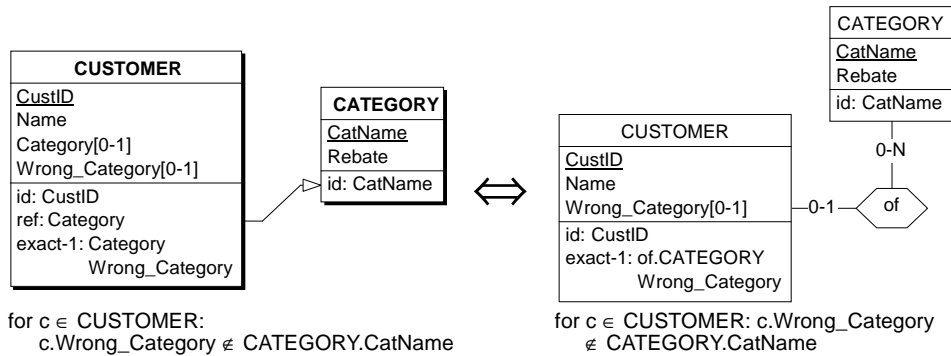 CUSTOMER
CustID
Name
Category[0-1]
Wrong_Category[0-1]
id: CustID
ref: Category
exact-1: Category
Wrong_Category
CATEGORY
CatName
Rebate
id: CatName
for c ∈ CUSTOMER:
c.Wrong_Category ∉ CATEGORY.CatName
⇔
CATEGORY
CatName
Rebate
id: CatName
0-N
of
0-1
CUSTOMER
CustID
Name
Wrong_Category[0-1]
id: CustID
exact-1: of.CATEGORY
Wrong_Category
for c ∈ CUSTOMER: c.Wrong_Category
∉ CATEGORY.CatName